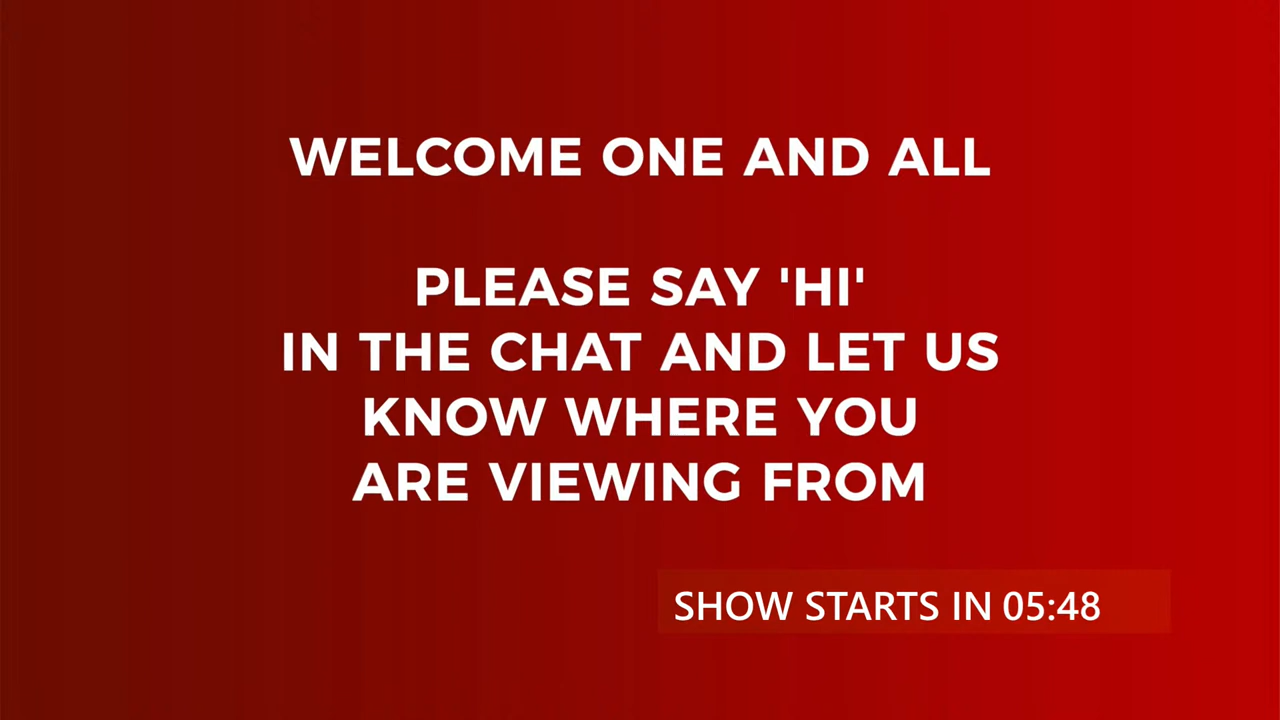 WELCOME ONE AND ALL
PLEASE SAY 'HI'
IN THE CHAT AND LET US
KNOW WHERE YOU
ARE VIEWING FROM
SHOW STARTS IN 05:48